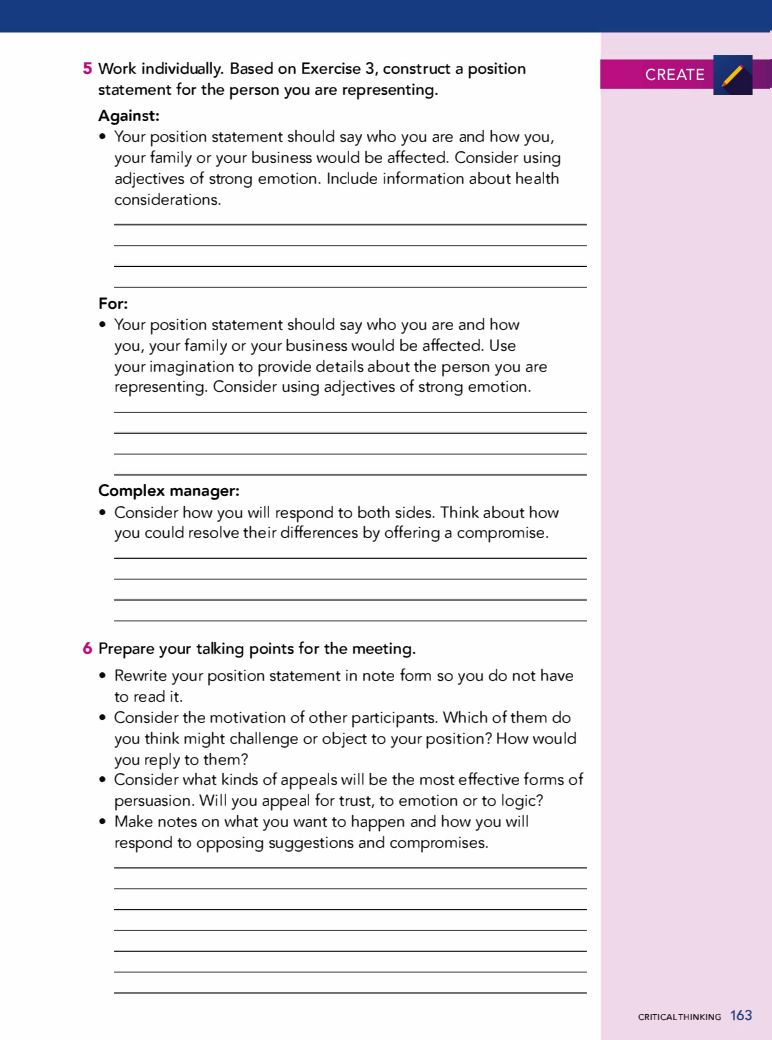 CREATE
5 Work individually. Based on Exercise 3, construct a position
statement for the person you are representing.
Against:
• Your position statement should say who you are and how you,
your family or your business would be affected. Consider using
adjectives of strong emotion. Include information about health
considerations.
For:
• Your position statement should say who you are and how
you, your family or your business would be affected. Use
your imagination to provide details about the person you are
representing. Consider using adjectives of strong emotion.
Complex manager:
• Consider how you will respond to both sides. Think about how
you could resolve their differences by offering a compromise.
6 Prepare your talking points for the meeting.
• Rewrite your position statement in note form so you do not have
to read it.
• Consider the motivation of other participants. Which of them do
you think might challenge or object to your position? How would
you reply to them?
• Consider what kinds of appeals will be the most effective forms of
persuasion. Will you appeal for trust, to emotion or to logic?
• Make notes on what you want to happen and how you will
respond to opposing suggestions and compromises.
CRITICAL THINKING 163